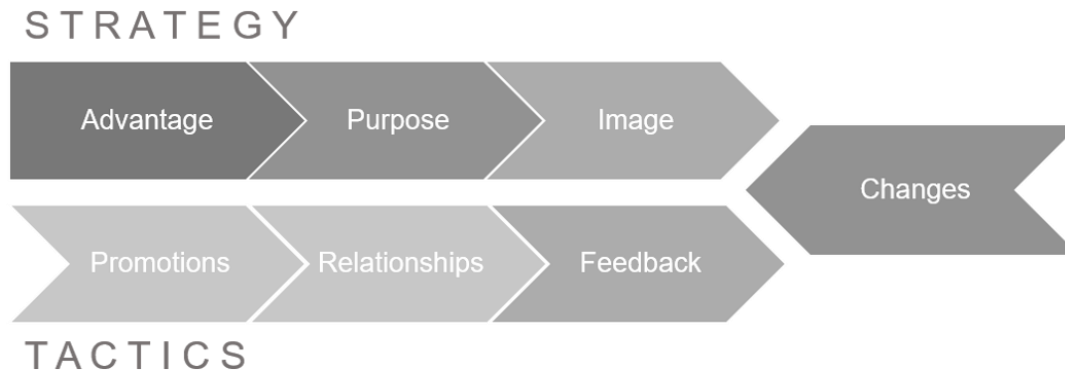 STRATEGY
Advantage
Purpose
Image
Changes
Promotions
Relationships
Feedback
TACTICS